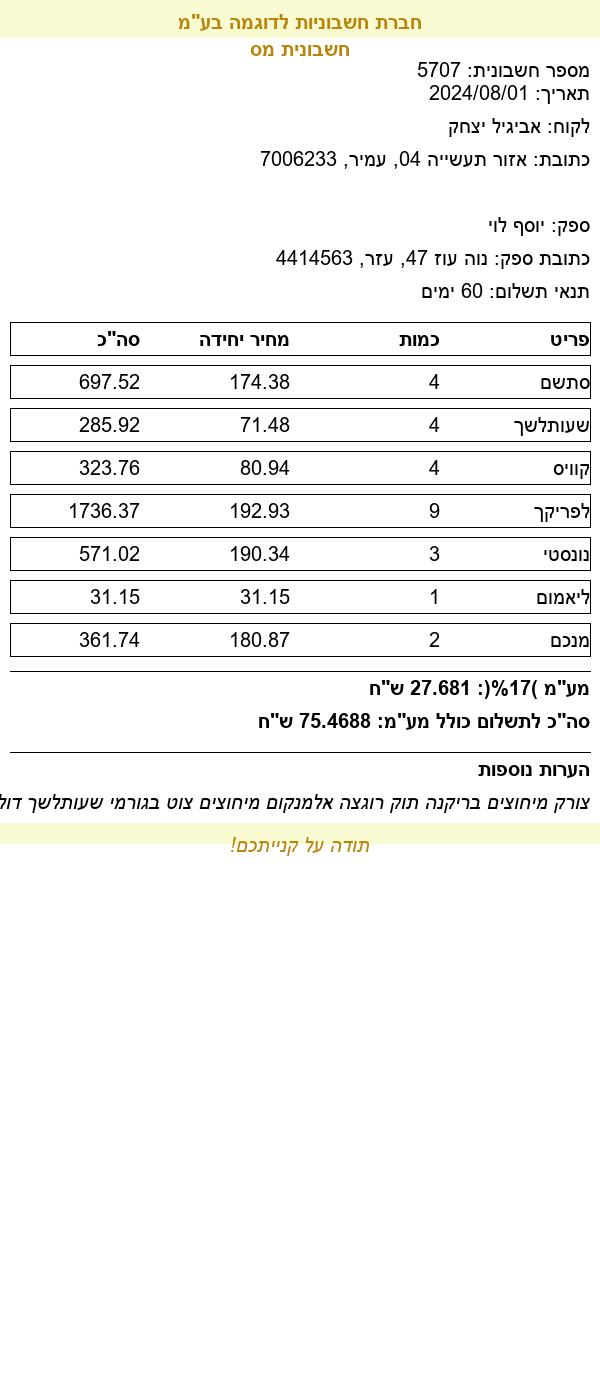 חברת חשבוניות לדוגמה בע"מ
חשבונית מס
מספר חשבונית: 5707
תאריך: 2024/08/01
לקוח: אביגיל יצחק
כתובת: אזור תעשייה 04, עמיר, 7006233
ספק: יוסף לוי
כתובת ספק: נוה עוז 47, עזר, 4414563
תנאי תשלום: 60 ימים
פריט כמות מחיר יחידה סה"כ
סתשם 4 174.38 697.52
שעותלשך 4 71.48 285.92
קוויס 4 80.94 323.76
לפריקך 9 192.93 1736.37
נונסטי 3 190.34 571.02
ליאמום 1 31.15 31.15
מנכם 2 180.87 361.74
מע"מ )17%(: 27.681 ש"ח
סה"כ לתשלום כולל מע"מ: 75.4688 ש"ח
הערות נוספות
צורק מיחוצים בריקנה תוק רוגצה אלמנקום מיחוצים צוט בגורמי שעותלשך
תודה על קנייתכם!